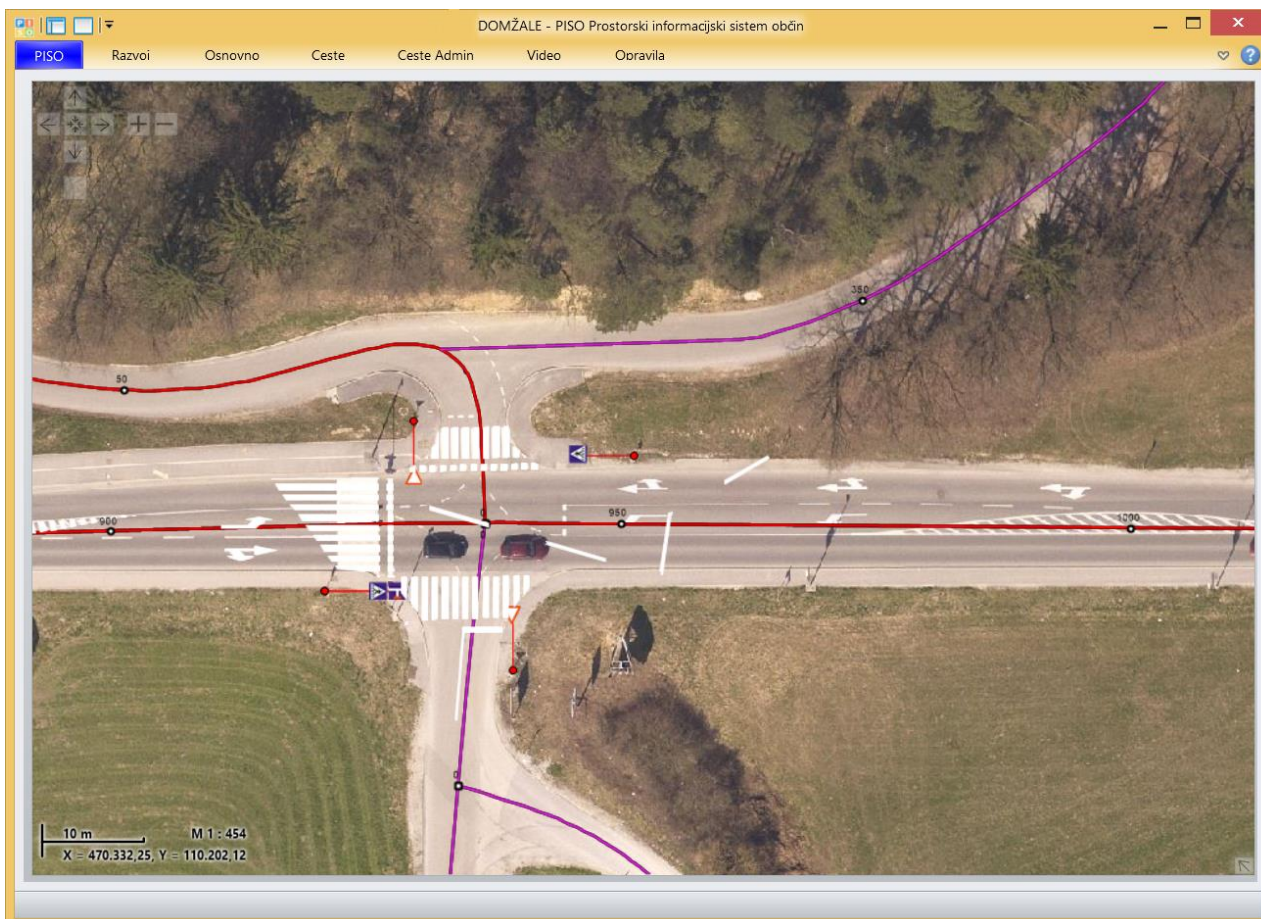 DOMŽALE - PISO Prostorski informacijski sistem občin
PISO Razvoj Osnovno Ceste Ceste Admin Video Opravila
350
50
0
900
950
1000
0
0
10 m M 1 : 454
X = 470.332,25, Y = 110.202,12